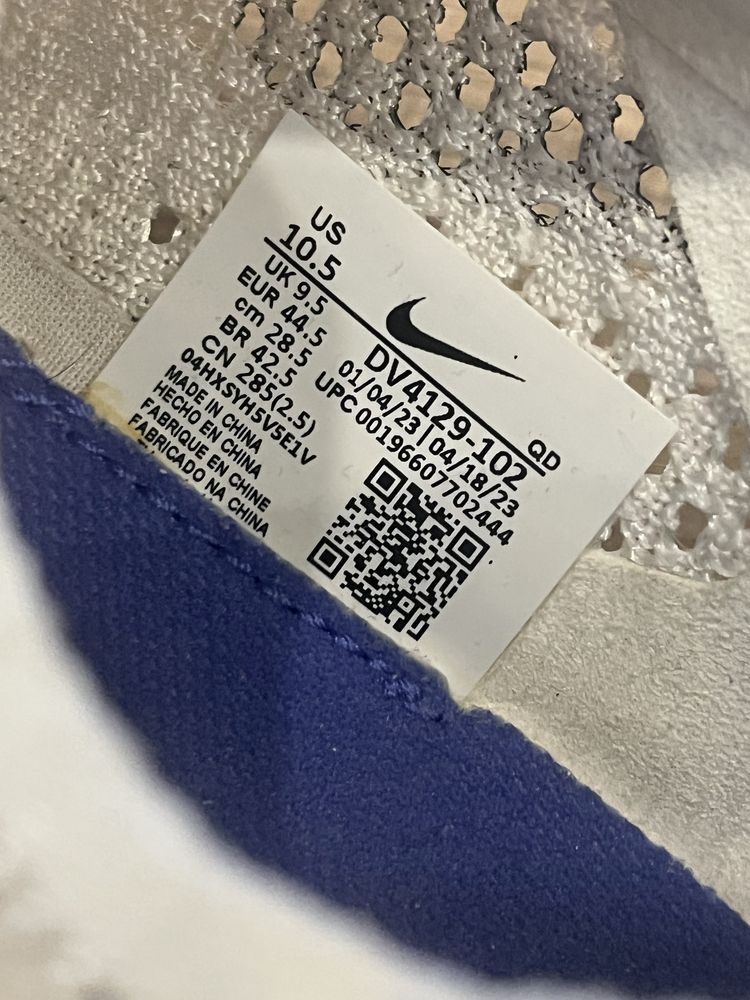 US
10.5
UK 9.5
EUR 44.5
cm 28.5
BR 42.5
CN 285(2.5)
04HXSYH5V5E1V
MADE IN CHINA
HECHO EN CHINA
FABRIQUE EN CHINE
FABRICADO NA CHINA
DV4129-102 QD
01/04/23 | 04/18/23
UPC 00196607702444